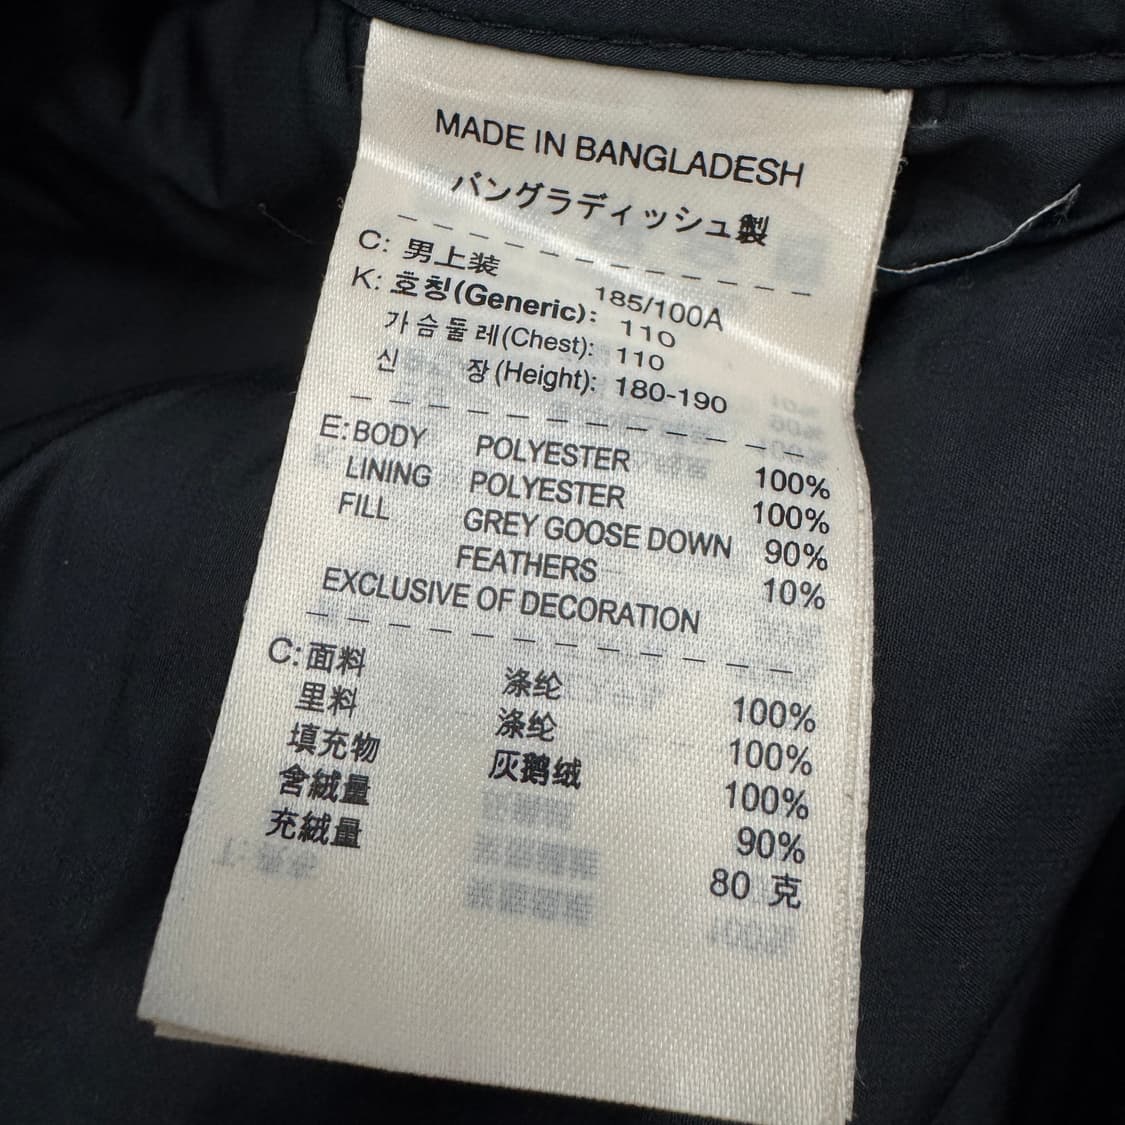 MADE IN BANGLADESH
バングラディッシュ製
C: 男上装 185/100A
K: 호칭(Generic): 110
가슴둘레(Chest): 110
신 장(Height): 180-190
E: BODY POLYESTER 100%
LINING POLYESTER 100%
FILL GREY GOOSE DOWN 90%
FEATHERS 10%
EXCLUSIVE OF DECORATION
C: 面料 涤纶 100%
里料 涤纶 100%
填充物 灰鹅绒 100%
含絨量 90%
充絨量 80 克